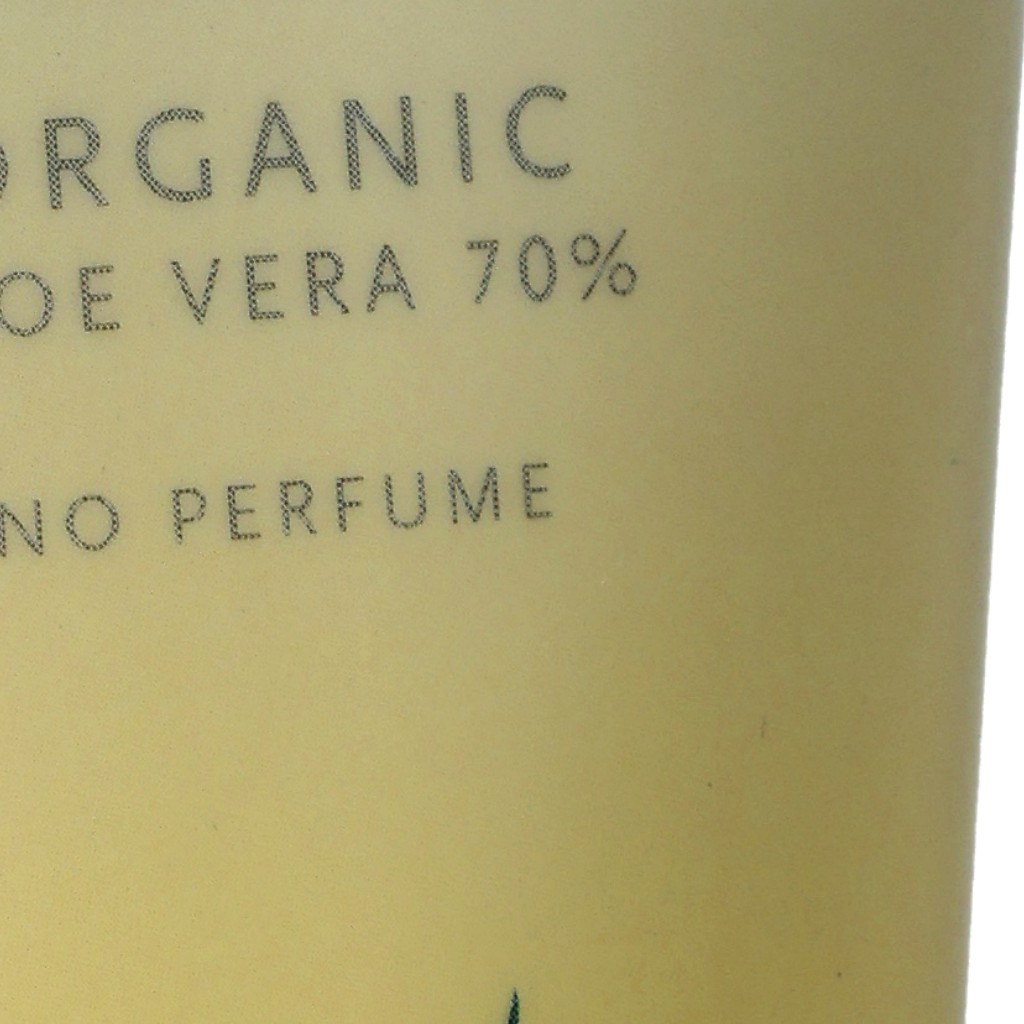 ORGANIC
OE VERA 70%
NO PERFUME